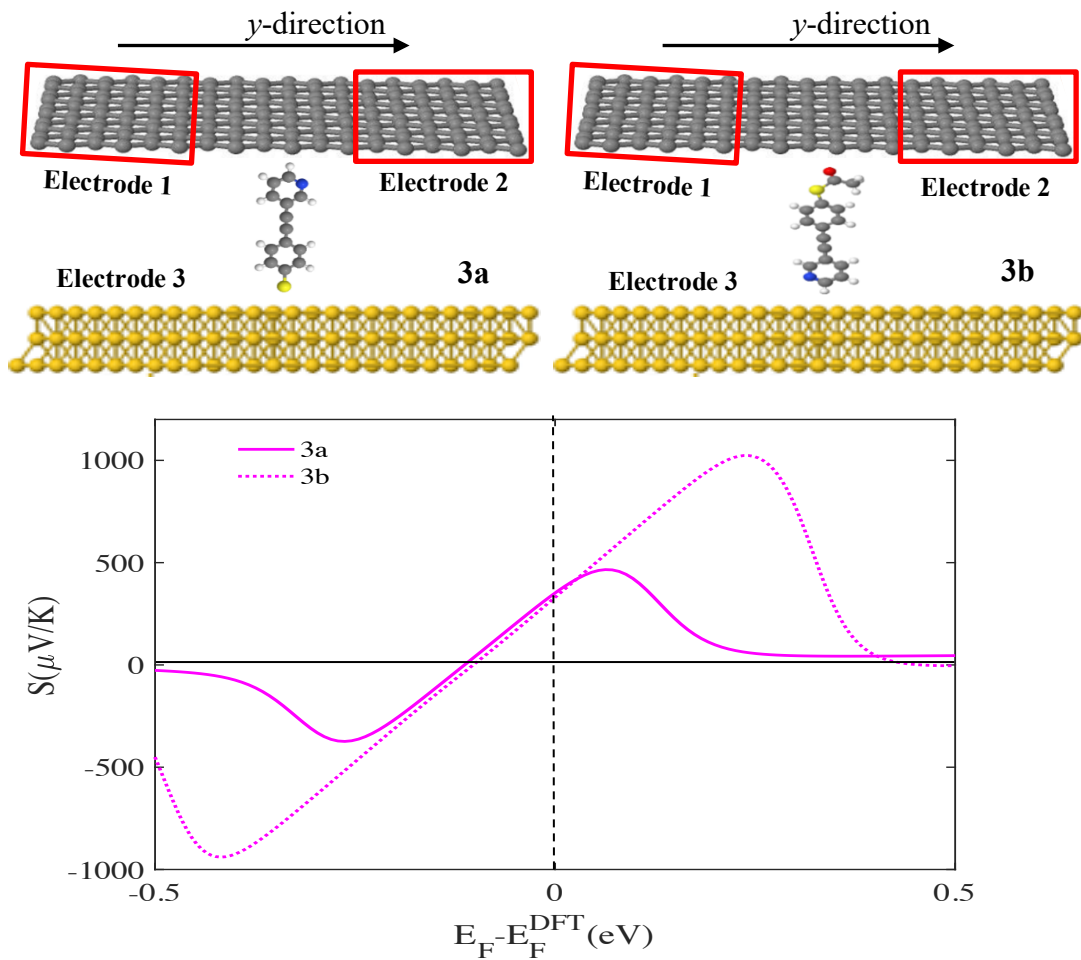 y-direction
Electrode 1
Electrode 2
Electrode 3
3a
y-direction
Electrode 1
Electrode 2
Electrode 3
3b
3a
3b
S(μV/K)
1000
500
0
-500
-1000
-0.5
0
0.5
E_F-E_F^DFT(eV)